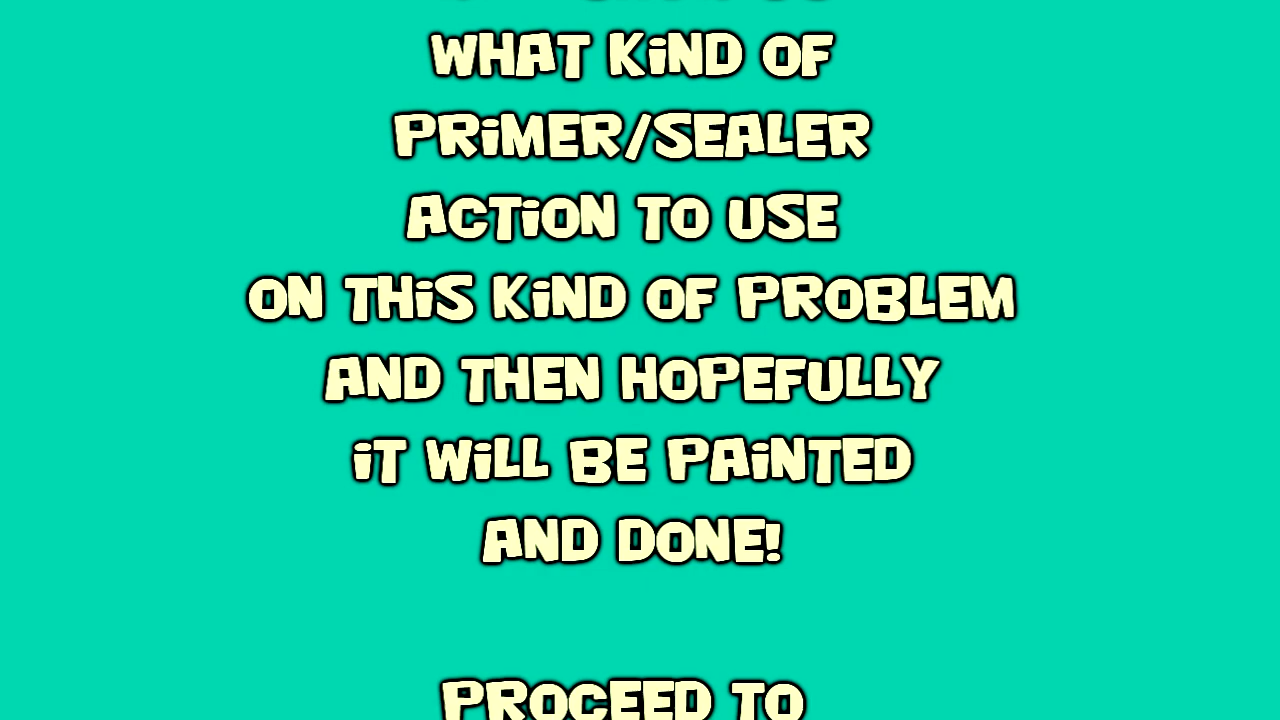 WHAT KiND OF
PRiMER/SEALER
ACTiON TO USE
ON THiS KiND OF PROBLEM
AND THEN HOPEFULLY
iT WiLL BE PAiNTED
AND DONE!
PROCEED TO